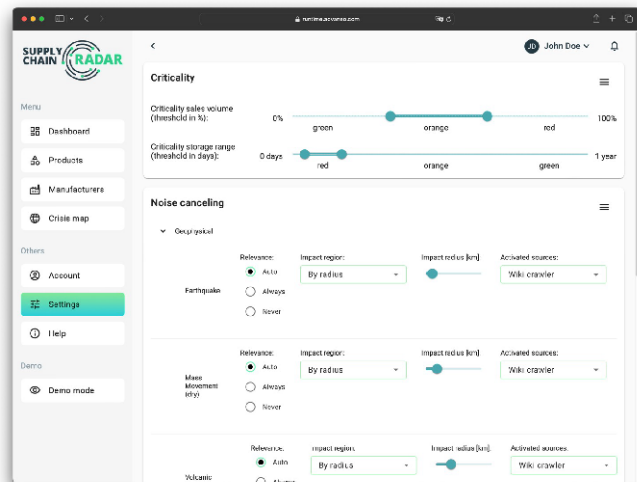 runtime.advaneo.com
SUPPLY
CHAIN RADAR
JD John Doe
Menu
Dashboard
Products
Manufacturers
Crisis map
Others
Account
Settings
Help
Demo
Demo mode
Criticality
Criticality sales volume
(threshold in %):
0%
100%
green
orange
red
Criticality storage range
(threshold in days):
0 days
1 year
red
orange
green
Noise canceling
Geophysical
Relevance:
Impact region:
Impact radius [km]
Activated sources:
Earthquake
Auto
Always
Never
By radius
Wiki crawler
Relevance:
Impact region:
Impact radius [km]
Activated sources:
Mass
Movement
(dry)
Auto
Always
Never
By radius
Wiki crawler
Relevance:
Impact region:
Impact radius [km]
Activated sources:
Volcanic
Auto
Always
By radius
Wiki crawler